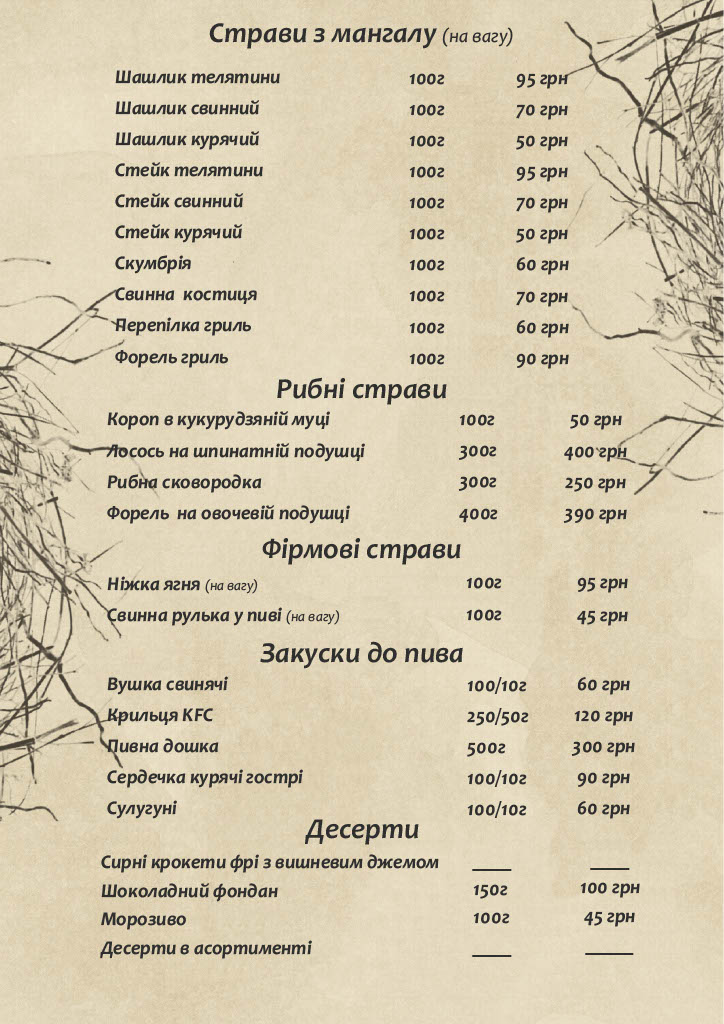 Страви з мангалу (на вагу)
Шашлик телятини 100г 95 грн
Шашлик свинний 100г 70 грн
Шашлик курячий 100г 50 грн
Стейк телятини 100г 95 грн
Стейк свинний 100г 70 грн
Стейк курячий 100г 50 грн
Скумбрія 100г 60 грн
Свинна костиця 100г 70 грн
Перепілка гриль 100г 60 грн
Форель гриль 100г 90 грн
Рибні страви
Короп в кукурудзяній муці 100г 50 грн
Лосось на шпинатній подушці 300г 400 грн
Рибна сковородка 300г 250 грн
Форель на овочевій подушці 400г 390 грн
Фірмові страви
Ніжка ягня (на вагу) 100г 95 грн
Свинна рулька у пиві (на вагу) 100г 45 грн
Закуски до пива
Вушка свинячі 100/10г 60 грн
Крильця KFC 250/50г 120 грн
Пивна дошка 500г 300 грн
Сердечка курячі гострі 100/10г 90 грн
Сулугуні 100/10г 60 грн
Десерти
Сирні крокети фрі з вишневим джемом ____ ____
Шоколадний фондан 150г 100 грн
Морозиво 100г 45 грн
Десерти в асортименті ____ ____